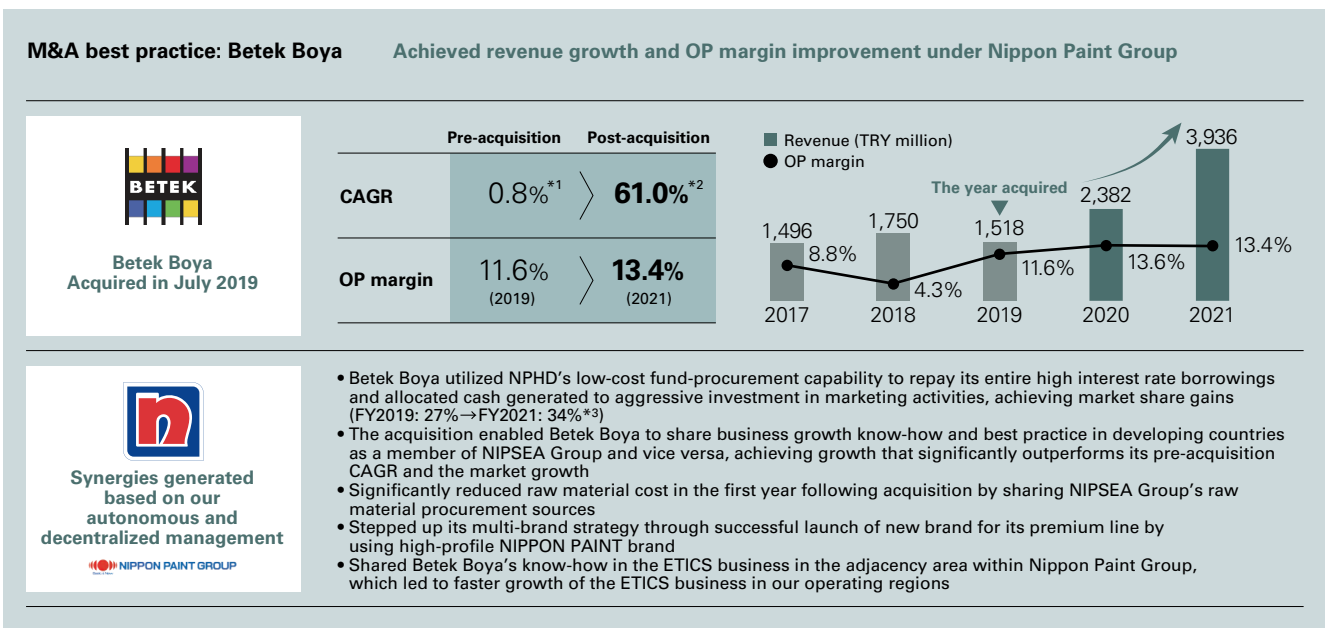 M&A best practice: Betek Boya
Achieved revenue growth and OP margin improvement under Nippon Paint Group
BETEK
Betek Boya
Acquired in July 2019
Pre-acquisition Post-acquisition
CAGR 0.8%*1 61.0%*2
OP margin 11.6% 13.4%
(2019) (2021)
Revenue (TRY million)
OP margin
The year acquired
1,496
1,750
1,518
2,382
3,936
8.8%
4.3%
11.6%
13.6%
13.4%
2017 2018 2019 2020 2021
n
Synergies generated
based on our
autonomous and
decentralized management
NIPPON PAINT GROUP
• Betek Boya utilized NPHD’s low-cost fund-procurement capability to repay its entire high interest rate borrowings
and allocated cash generated to aggressive investment in marketing activities, achieving market share gains
(FY2019: 27%→FY2021: 34%*3)
• The acquisition enabled Betek Boya to share business growth know-how and best practice in developing countries
as a member of NIPSEA Group and vice versa, achieving growth that significantly outperforms its pre-acquisition
CAGR and the market growth
• Significantly reduced raw material cost in the first year following acquisition by sharing NIPSEA Group’s raw
material procurement sources
• Stepped up its multi-brand strategy through successful launch of new brand for its premium line by
using high-profile NIPPON PAINT brand
• Shared Betek Boya’s know-how in the ETICS business in the adjacency area within Nippon Paint Group,
which led to faster growth of the ETICS business in our operating regions